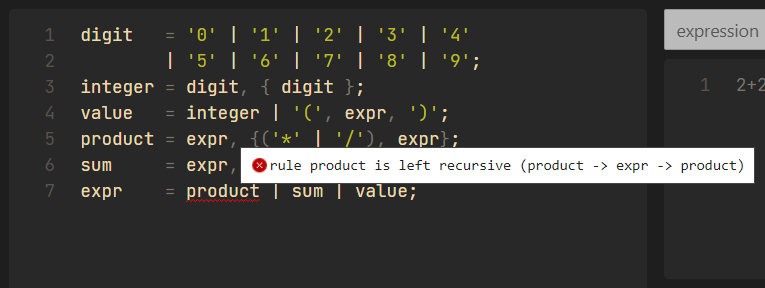 1 digit = '0' | '1' | '2' | '3' | '4'
2 | '5' | '6' | '7' | '8' | '9';
3 integer = digit, { digit };
4 value = integer | '(', expr, ')';
5 product = expr, {('*' | '/'), expr};
6 sum = expr,
rule product is left recursive (product -> expr -> product)
7 expr = product | sum | value;
expression
1 2+2